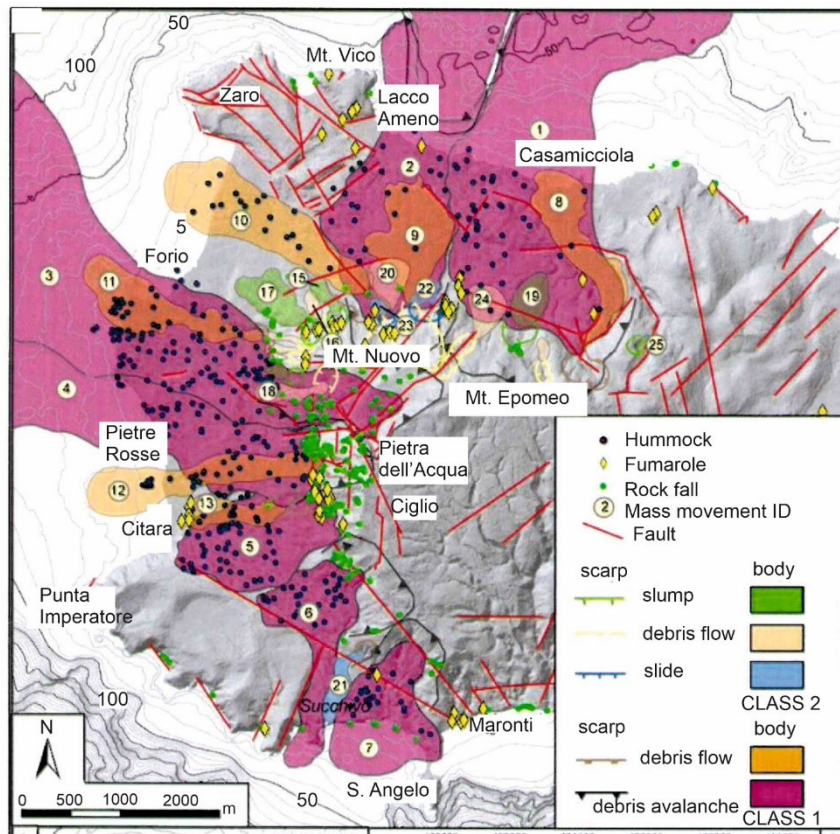 50
100
Mt. Vico
Zaro
Lacco
Ameno
50
1
2
Casamicciola
8
10
5
9
Forio
3
11
17
15
20
22
24
19
16
23
25
Mt. Nuovo
4
18
Mt. Epomeo
Pietre
Rosse
Pietra
dell'Acqua
12
13
Citara
Ciglio
5
Punta
Imperatore
6
100
21
Succhivo
Maronti
7
S. Angelo
50
N
0 500 1000 2000
m
Hummock
Fumarole
Rock fall
2 Mass movement ID
Fault
scarp body
slump
debris flow
slide
CLASS 2
scarp body
debris flow
debris avalanche
CLASS 1